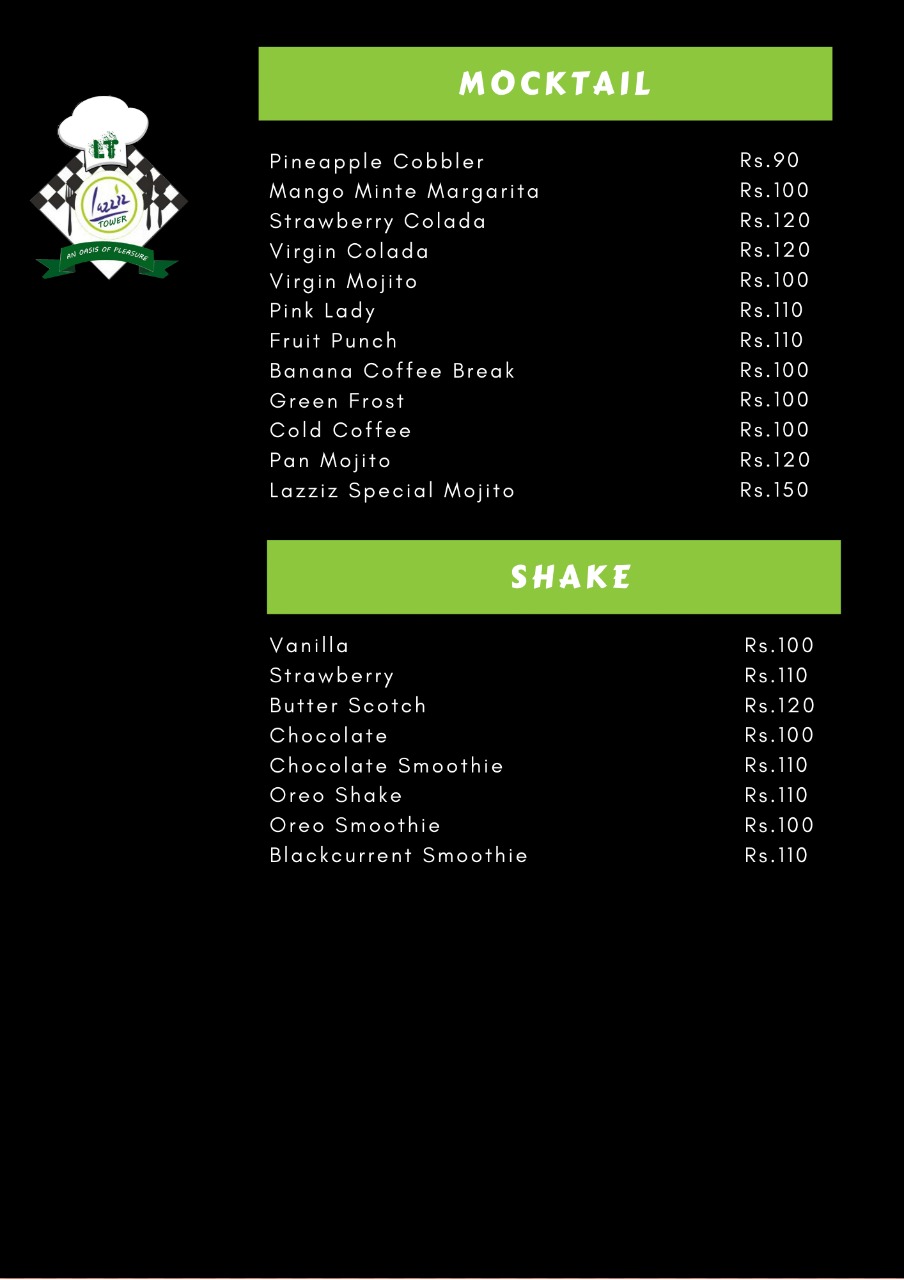 MOCKTAIL
LT
Lazziz
TOWER
AN OASIS OF PLEASURE
Pineapple Cobbler Rs.90
Mango Minte Margarita Rs.100
Strawberry Colada Rs.120
Virgin Colada Rs.120
Virgin Mojito Rs.100
Pink Lady Rs.110
Fruit Punch Rs.110
Banana Coffee Break Rs.100
Green Frost Rs.100
Cold Coffee Rs.100
Pan Mojito Rs.120
Lazziz Special Mojito Rs.150
SHAKE
Vanilla Rs.100
Strawberry Rs.110
Butter Scotch Rs.120
Chocolate Rs.100
Chocolate Smoothie Rs.110
Oreo Shake Rs.110
Oreo Smoothie Rs.100
Blackcurrent Smoothie Rs.110